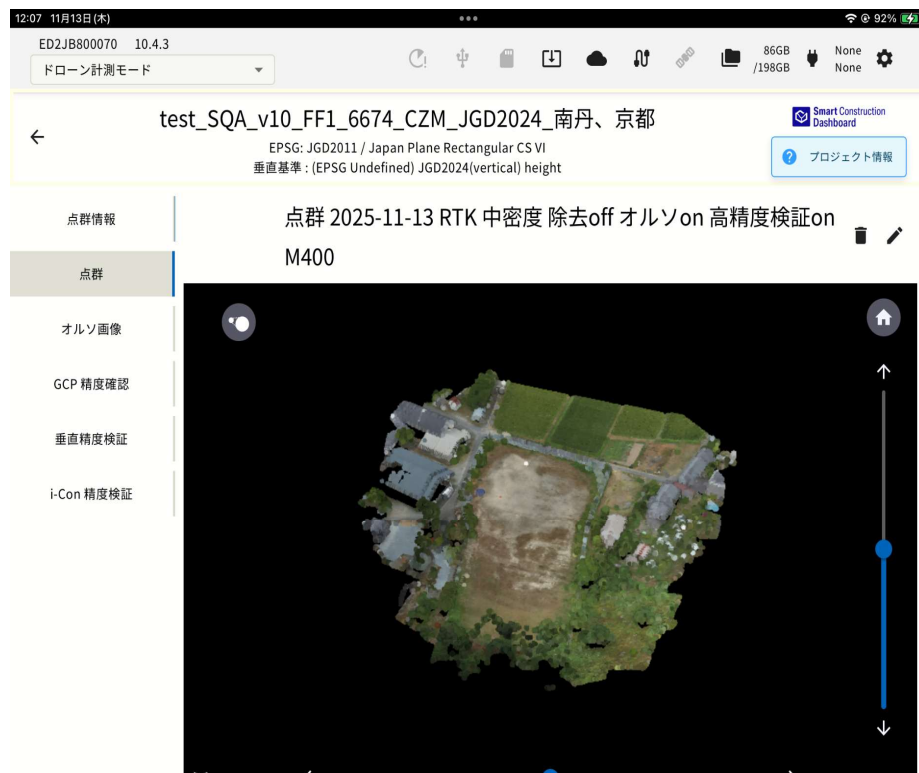 12:07 11月13日(木)
92%
ED2JB800070 10.4.3
ドローン計測モード
86GB
/198GB
None
None
test_SQA_v10_FF1_6674_CZM_JGD2024_南丹、京都
EPSG: JGD2011 / Japan Plane Rectangular CS VI
垂直基準 : (EPSG Undefined) JGD2024(vertical) height
Smart Construction
Dashboard
プロジェクト情報
点群情報
点群
オルソ画像
GCP 精度確認
垂直精度検証
i-Con 精度検証
点群 2025-11-13 RTK 中密度 除去off オルソon 高精度検証on
M400